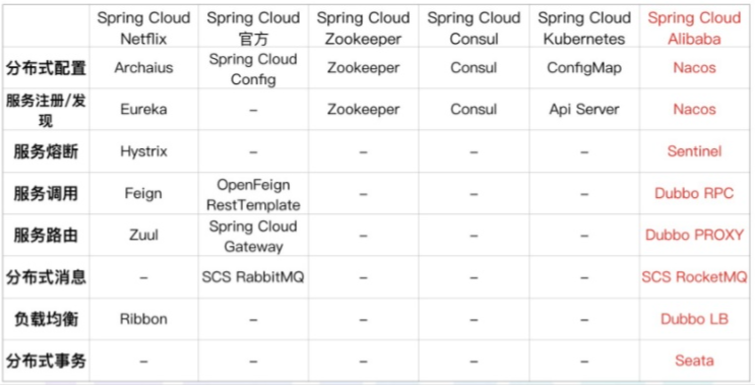 Spring Cloud Netflix Spring Cloud 官方 Spring Cloud Zookeeper Spring Cloud Consul Spring Cloud Kubernetes Spring Cloud Alibaba
分布式配置 Archaius Spring Cloud Config Zookeeper Consul ConfigMap Nacos
服务注册/发现 Eureka – Zookeeper Consul Api Server Nacos
服务熔断 Hystrix – – – – Sentinel
服务调用 Feign OpenFeign RestTemplate – – – Dubbo RPC
服务路由 Zuul Spring Cloud Gateway – – – Dubbo PROXY
分布式消息 – SCS RabbitMQ – – – SCS RocketMQ
负载均衡 Ribbon – – – – Dubbo LB
分布式事务 – – – – – Seata